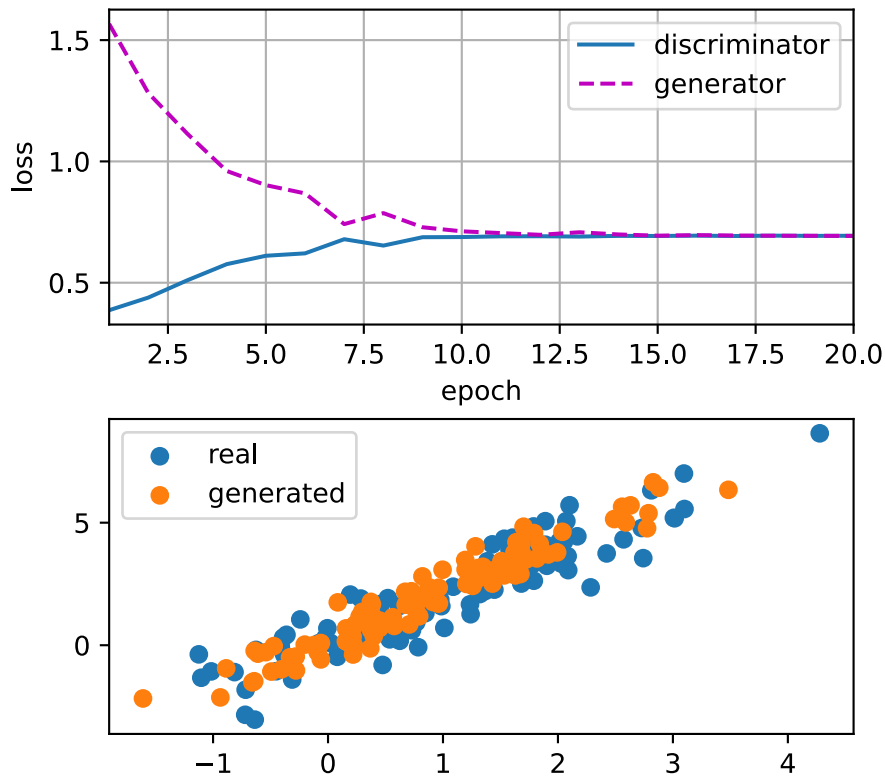 1.5
1.0
0.5
loss
discriminator
generator
2.5 5.0 7.5 10.0 12.5 15.0 17.5 20.0
epoch
real
generated
5
0
−1 0 1 2 3 4